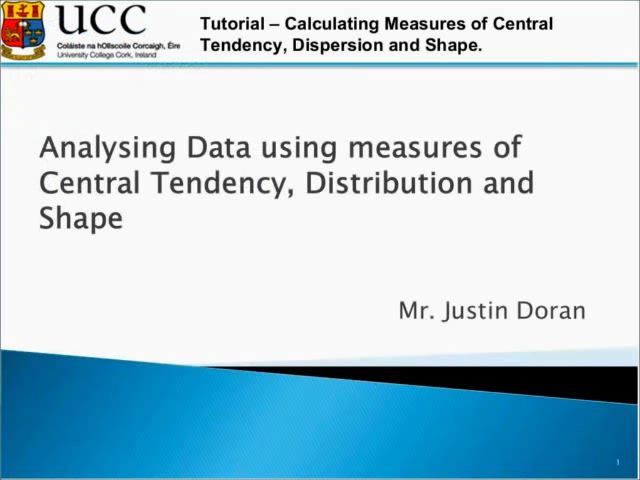 UCC
Coláiste na hOllscoile Corcaigh, Éire
University College Cork, Ireland
Tutorial – Calculating Measures of Central
Tendency, Dispersion and Shape.
Analysing Data using measures of
Central Tendency, Distribution and
Shape
Mr. Justin Doran
1